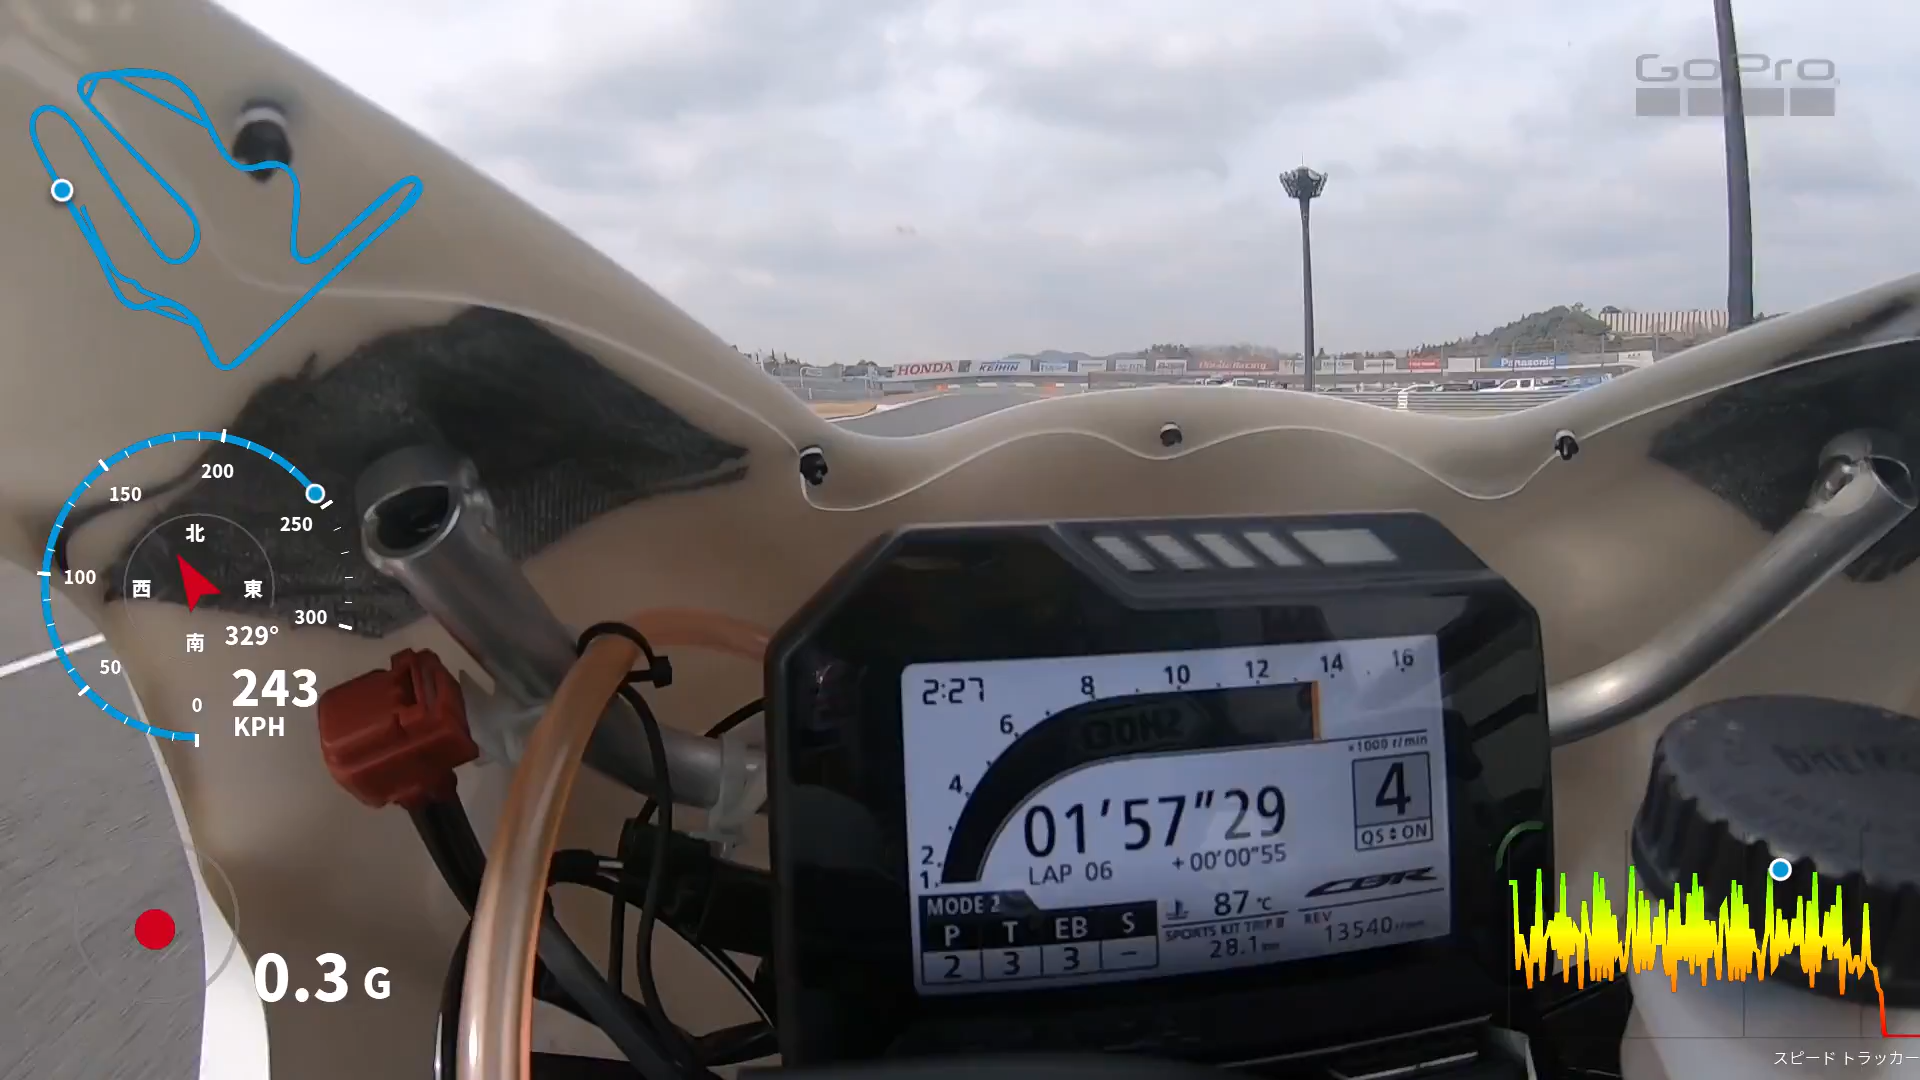 GoPro
HONDA
KEIHIN
Panasonic
200
150
250
北
100
西
東
300
南
329°
50
243
0
KPH
0.3 G
2:27
8 10 12 14 16
6
×1000 r/min
4
4
01'57"29
QS ON
2
LAP 06
+00'00"55
1
CBR
MODE 2
87 °C
P T EB S
SPORTS KIT TRIP B
REV
2 3 3 –
28.1 km
13540 r/min
スピード トラッカー